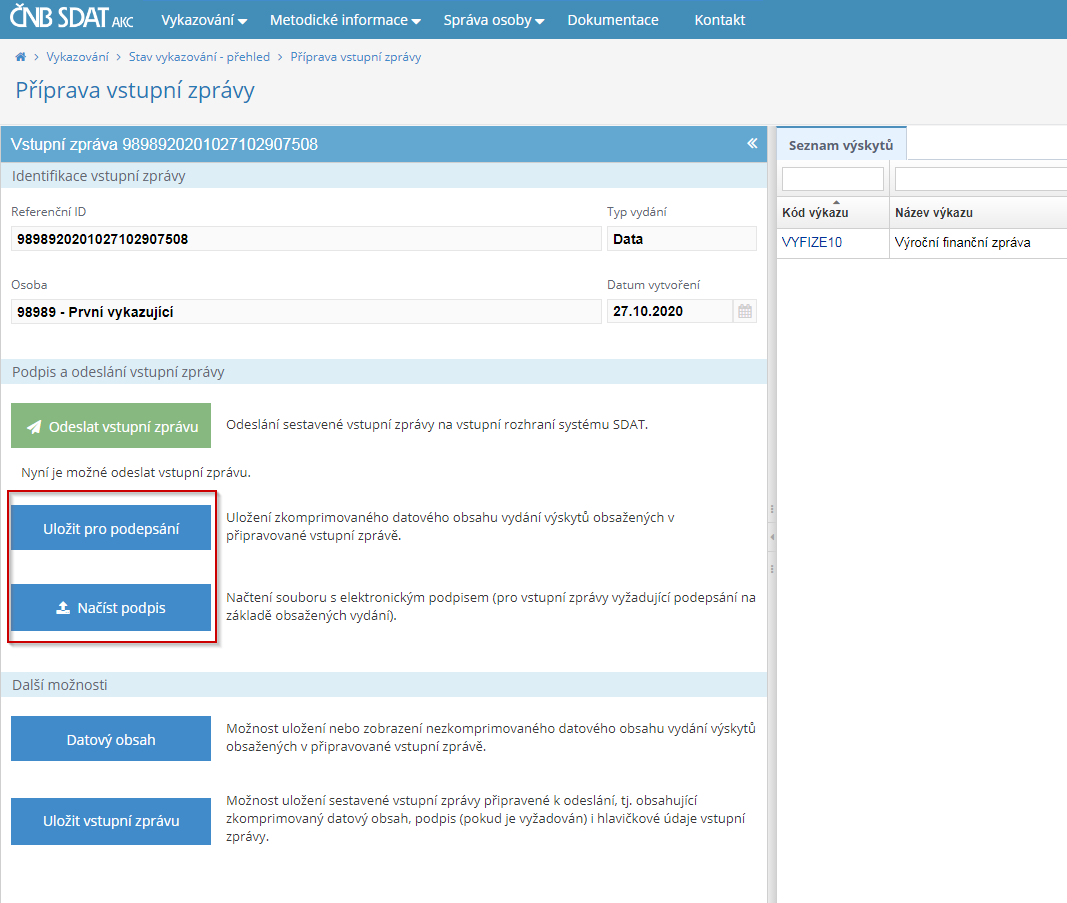 ČNB SDAT AKC Vykazování Metodické informace Správa osoby Dokumentace Kontakt
Vykazování > Stav vykazování - přehled > Příprava vstupní zprávy
Příprava vstupní zprávy
Vstupní zpráva 9898920201027102907508
Identifikace vstupní zprávy
Referenční ID
Typ vydání
9898920201027102907508
Data
Osoba
Datum vytvoření
98989 - První vykazující
27.10.2020
Podpis a odeslání vstupní zprávy
Odeslat vstupní zprávu
Odeslání sestavené vstupní zprávy na vstupní rozhraní systému SDAT.
Nyní je možné odeslat vstupní zprávu.
Uložit pro podepsání
Uložení zkomprimovaného datového obsahu vydání výskytů obsažených v
připravované vstupní zprávě.
Načíst podpis
Načtení souboru s elektronickým podpisem (pro vstupní zprávy vyžadující podepsání na
základě obsažených vydání).
Další možnosti
Datový obsah
Možnost uložení nebo zobrazení nezkomprimovaného datového obsahu vydání výskytů
obsažených v připravované vstupní zprávě.
Uložit vstupní zprávu
Možnost uložení sestavené vstupní zprávy připravené k odeslání, tj. obsahující
zkomprimovaný datový obsah, podpis (pokud je vyžadován) i hlavičkové údaje vstupní
zprávy.
Seznam výskytů
Kód výkazu
Název výkazu
VYFIZE10
Výroční finanční zpráva